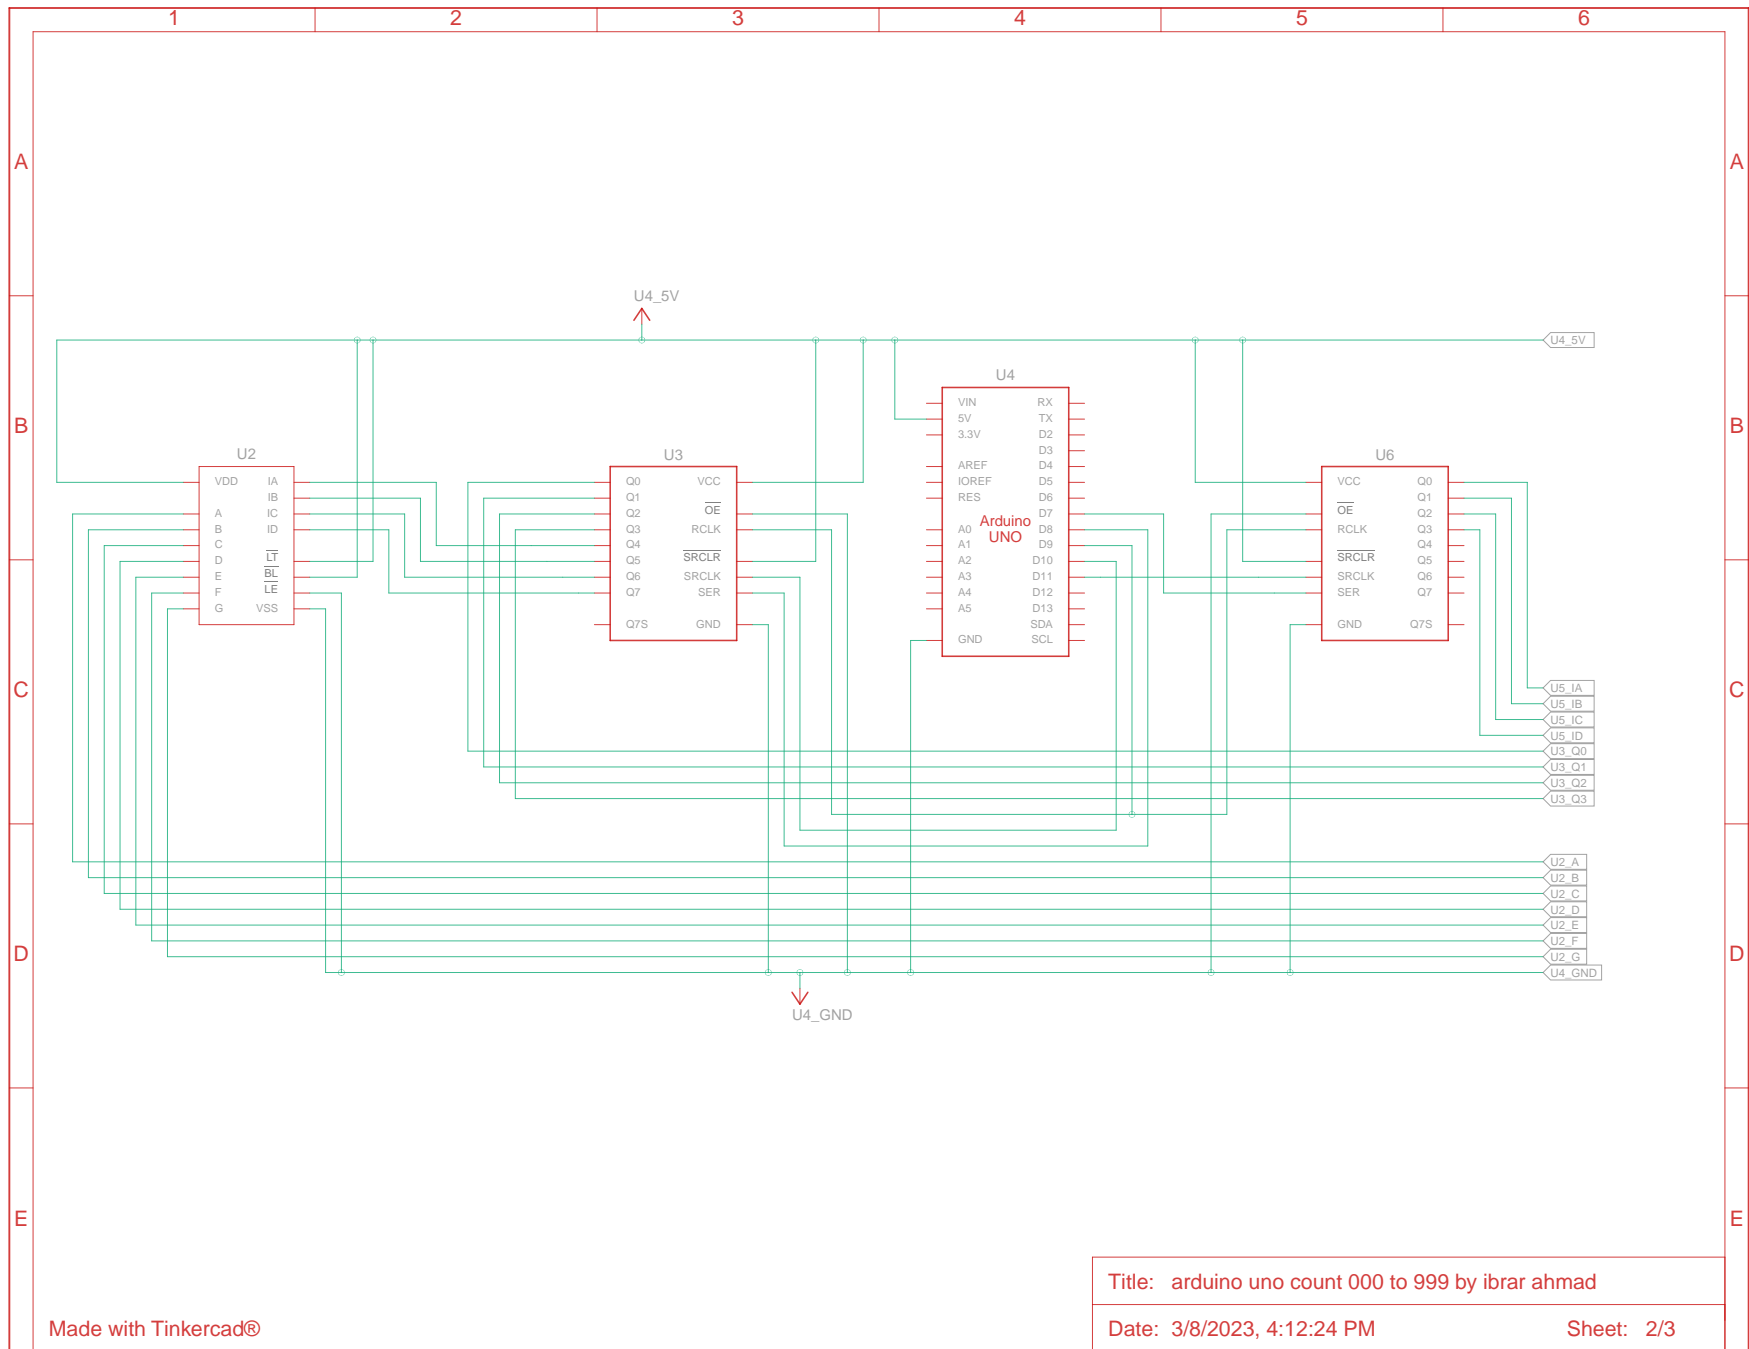 1 2 3 4 5 6
A A
B B
C C
D D
E E
U4_5V
U4_5V
U2
VDD IA
IB
A IC
B ID
C
D LT
E BL
F LE
G VSS
U3
Q0 VCC
Q1
Q2 OE
Q3 RCLK
Q4
Q5 SRCLR
Q6 SRCLK
Q7 SER
Q7S GND
U4
VIN RX
5V TX
3.3V D2
D3
AREF D4
IOREF D5
RES D6
D7
A0 D8
A1 D9
A2 D10
A3 D11
A4 D12
A5 D13
SDA
GND SCL
Arduino
UNO
U6
VCC Q0
Q1
OE Q2
RCLK Q3
Q4
SRCLR Q5
SRCLK Q6
SER Q7
GND Q7S
U5_IA
U5_IB
U5_IC
U5_ID
U3_Q0
U3_Q1
U3_Q2
U3_Q3
U2_A
U2_B
U2_C
U2_D
U2_E
U2_F
U2_G
U4_GND
U4_GND
Title: arduino uno count 000 to 999 by ibrar ahmad
Made with Tinkercad®
Date: 3/8/2023, 4:12:24 PM Sheet: 2/3